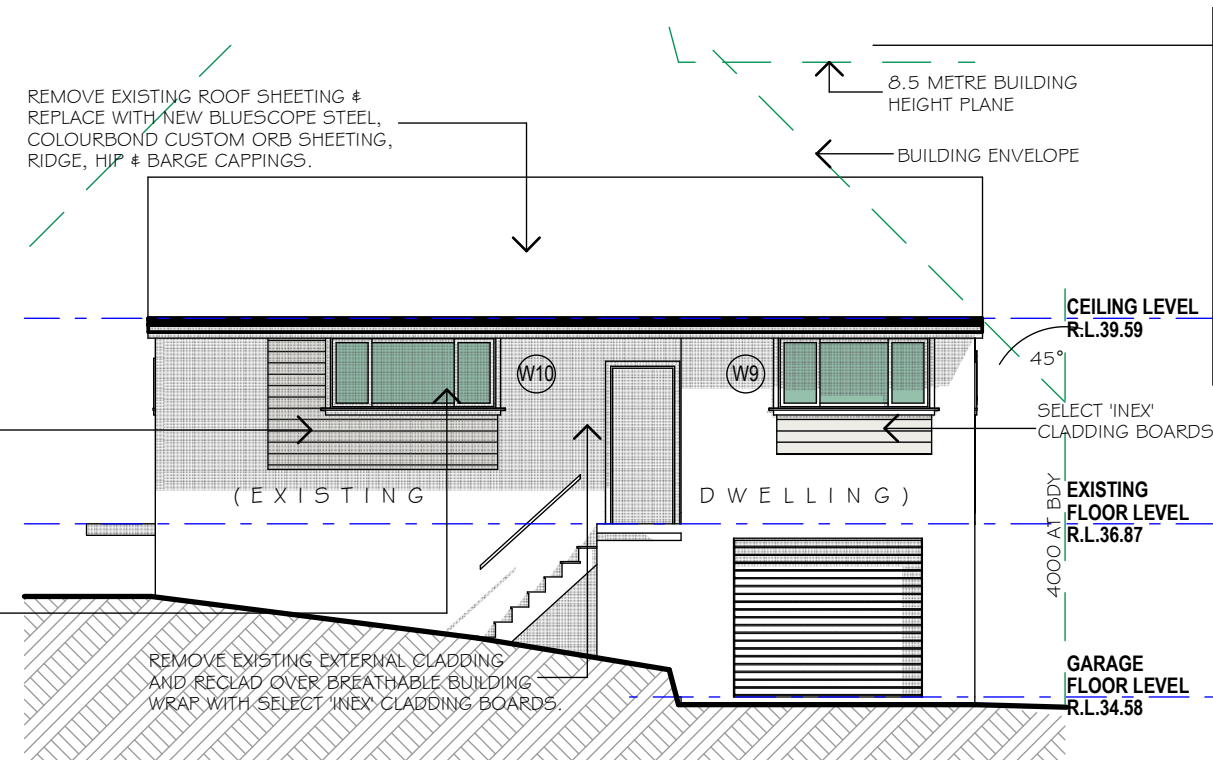 REMOVE EXISTING ROOF SHEETING &
REPLACE WITH NEW BLUESCOPE STEEL,
COLOURBOND CUSTOM ORB SHEETING,
RIDGE, HIP & BARGE CAPPINGS.
8.5 METRE BUILDING
HEIGHT PLANE
BUILDING ENVELOPE
CEILING LEVEL
R.L.39.59
45°
W10
W9
SELECT 'INEX'
CLADDING BOARDS
(EXISTING DWELLING)
EXISTING
FLOOR LEVEL
R.L.36.87
4000 AT BDY
REMOVE EXISTING EXTERNAL CLADDING
AND RECLAD OVER BREATHABLE BUILDING
WRAP WITH SELECT 'INEX' CLADDING BOARDS.
GARAGE
FLOOR LEVEL
R.L.34.58